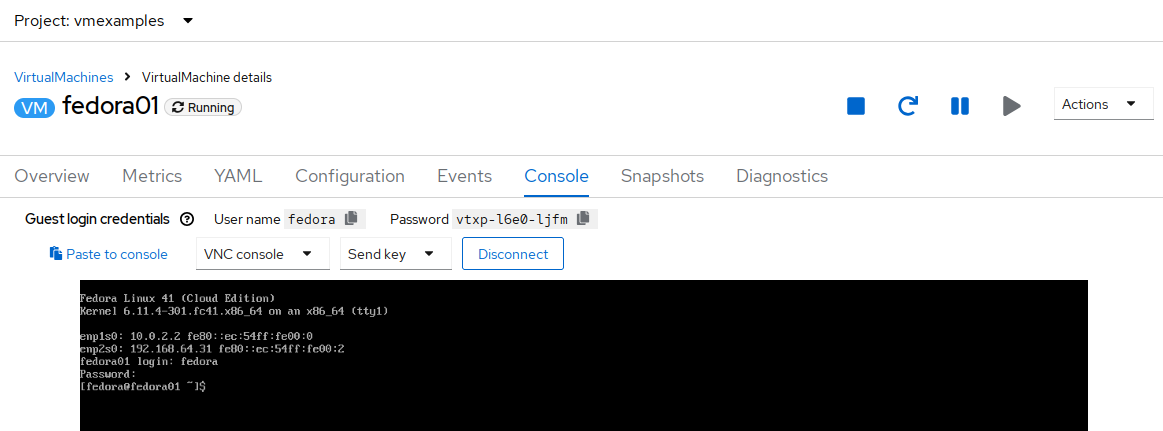 Project: vmexamples
VirtualMachines > VirtualMachine details
VM fedora01 Running
Actions
Overview Metrics YAML Configuration Events Console Snapshots Diagnostics
Guest login credentials User name fedora Password vtxp-l6e0-ljfm
Paste to console VNC console Send key Disconnect
Fedora Linux 41 (Cloud Edition)
Kernel 6.11.4-301.fc41.x86_64 on an x86_64 (tty1)
enp1s0: 10.0.2.2 fe80::ec:54ff:fe00:0
enp2s0: 192.168.64.31 fe80::ec:54ff:fe00:2
fedora01 login: fedora
Password:
[fedora@fedora01 ~]$